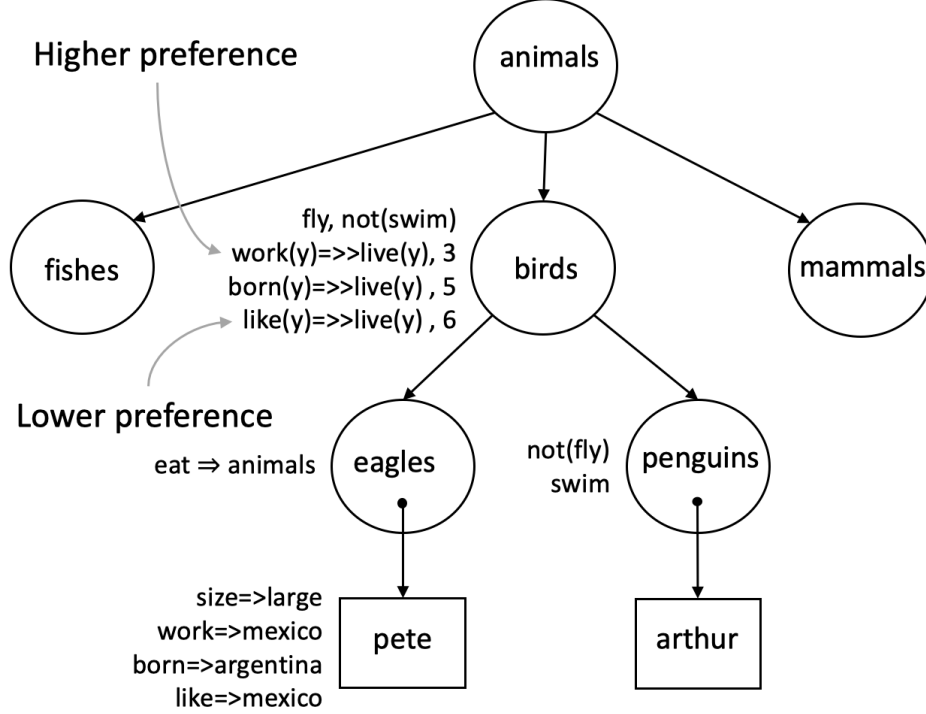 animals
Higher preference
fishes
fly, not(swim)
work(y)=>>live(y), 3
born(y)=>>live(y) , 5
like(y)=>>live(y) , 6
birds
mammals
Lower preference
eat ⇒ animals
eagles
not(fly)
swim
penguins
size=>large
work=>mexico
born=>argentina
like=>mexico
pete
arthur